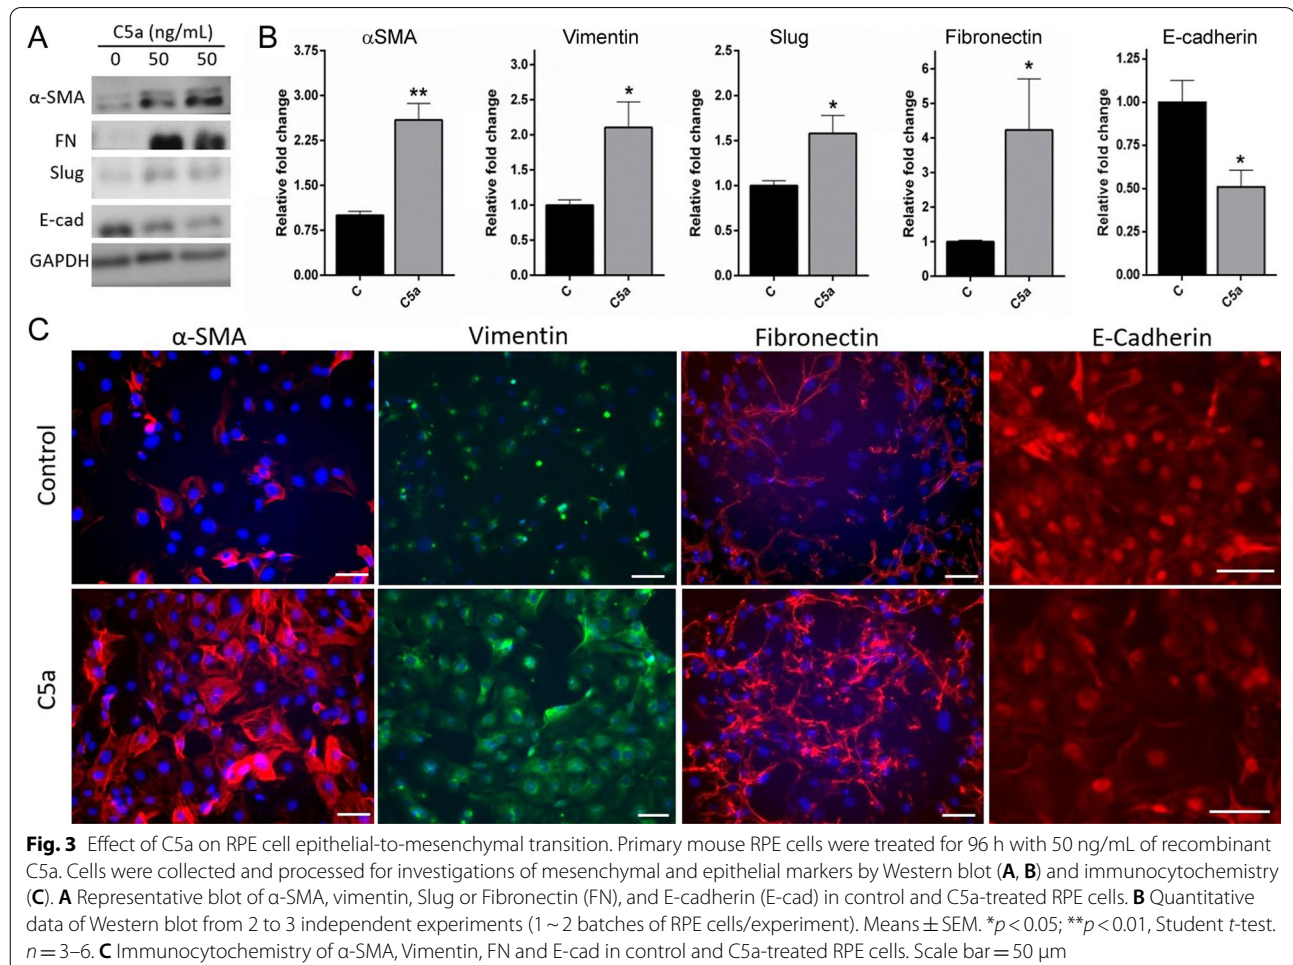 A
C5a (ng/mL)
0 50 50
α-SMA
FN
Slug
E-cad
GAPDH
B
αSMA
Relative fold change
3.75
3.00
2.25
1.50
0.75
0.00
**
C
C5a
Vimentin
Relative fold change
3.0
2.5
2.0
1.5
1.0
0.5
0.0
*
C
C5a
Slug
Relative fold change
2.5
2.0
1.5
1.0
0.5
0.0
*
C
C5a
Fibronectin
Relative fold change
6
5
4
2
1
0
*
C
C5a
E-cadherin
Relative fold change
1.25
1.00
0.75
0.50
0.25
0.00
*
C
C5a
C
α-SMA Vimentin Fibronectin E-Cadherin
Control
C5a
Fig. 3 Effect of C5a on RPE cell epithelial-to-mesenchymal transition. Primary mouse RPE cells were treated for 96 h with 50 ng/mL of recombinant
C5a. Cells were collected and processed for investigations of mesenchymal and epithelial markers by Western blot (A, B) and immunocytochemistry
(C). A Representative blot of α-SMA, vimentin, Slug or Fibronectin (FN), and E-cadherin (E-cad) in control and C5a-treated RPE cells. B Quantitative
data of Western blot from 2 to 3 independent experiments (1 ~ 2 batches of RPE cells/experiment). Means ± SEM. *p < 0.05; **p < 0.01, Student t-test.
n = 3–6. C Immunocytochemistry of α-SMA, Vimentin, FN and E-cad in control and C5a-treated RPE cells. Scale bar = 50 μm